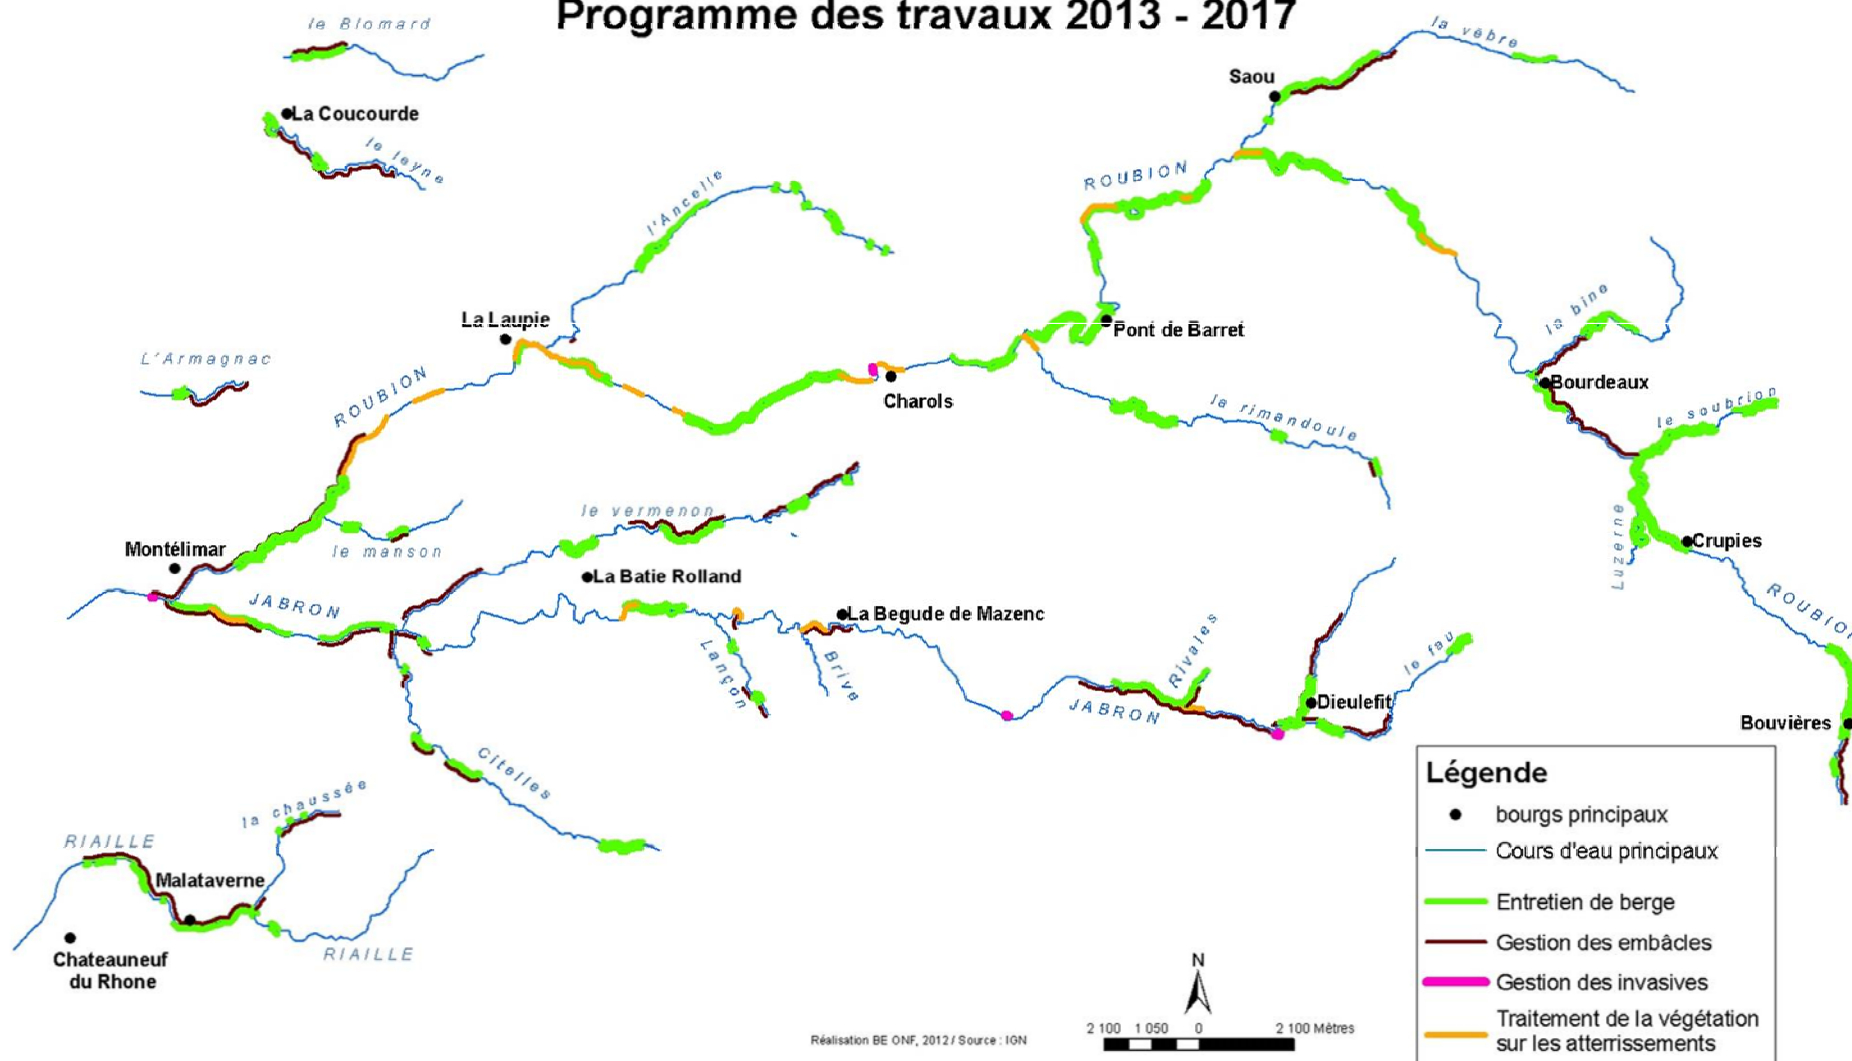 Programme des travaux 2013 - 2017
le Blomard
la vèbre
Saou
La Coucourde
le leyne
ROUBION
l'Ancelle
la bine
La Laupie
Pont de Barret
L'Armagnac
ROUBION
Bourdeaux
Charols
le soubrion
la rimandoule
le vermenon
Luzerne
Crupies
Montélimar
le manson
La Batie Rolland
JABRON
La Begude de Mazenc
ROUBIO
Lançon
Brive
Rivales
le fau
Dieulefit
JABRON
Bouvières
Citelles
la chaussée
RIAILLE
Malataverne
RIAILLE
Chateauneuf
du Rhone
Légende
bourgs principaux
Cours d'eau principaux
Entretien de berge
Gestion des embâcles
Gestion des invasives
Traitement de la végétation
sur les atterrissements
N
2 100 1 050 0 2 100 Mètres
Réalisation BE ONF, 2012 / Source : IGN